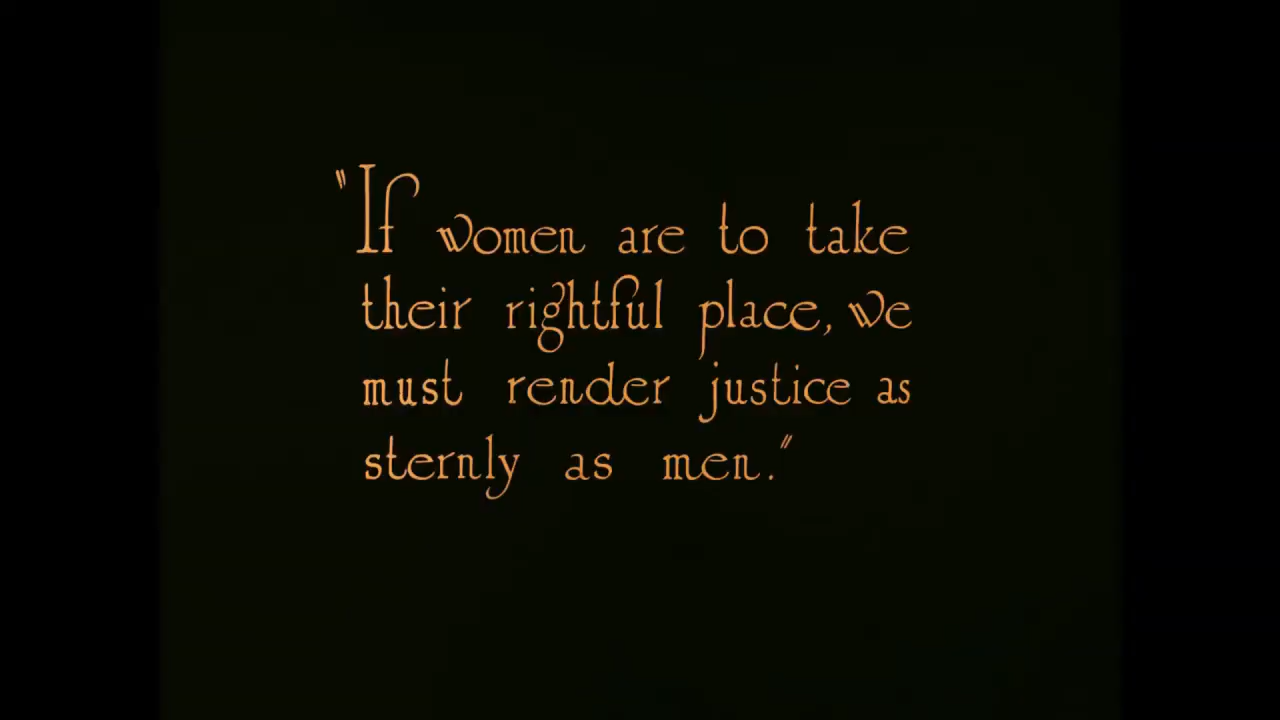 "If women are to take
their rightful place, we
must render justice as
sternly as men."